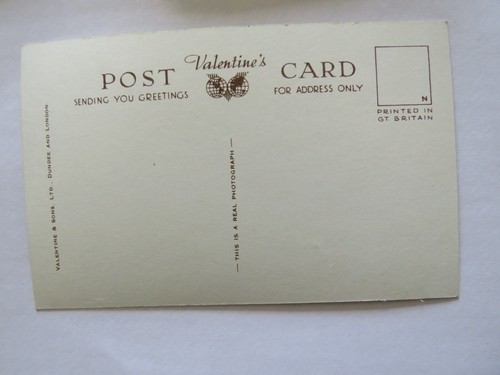 Valentine's
POST CARD
SENDING YOU GREETINGS
FOR ADDRESS ONLY
N
PRINTED IN
GT BRITAIN
VALENTINE & SONS. LTD. DUNDEE AND LONDON
— THIS IS A REAL PHOTOGRAPH —